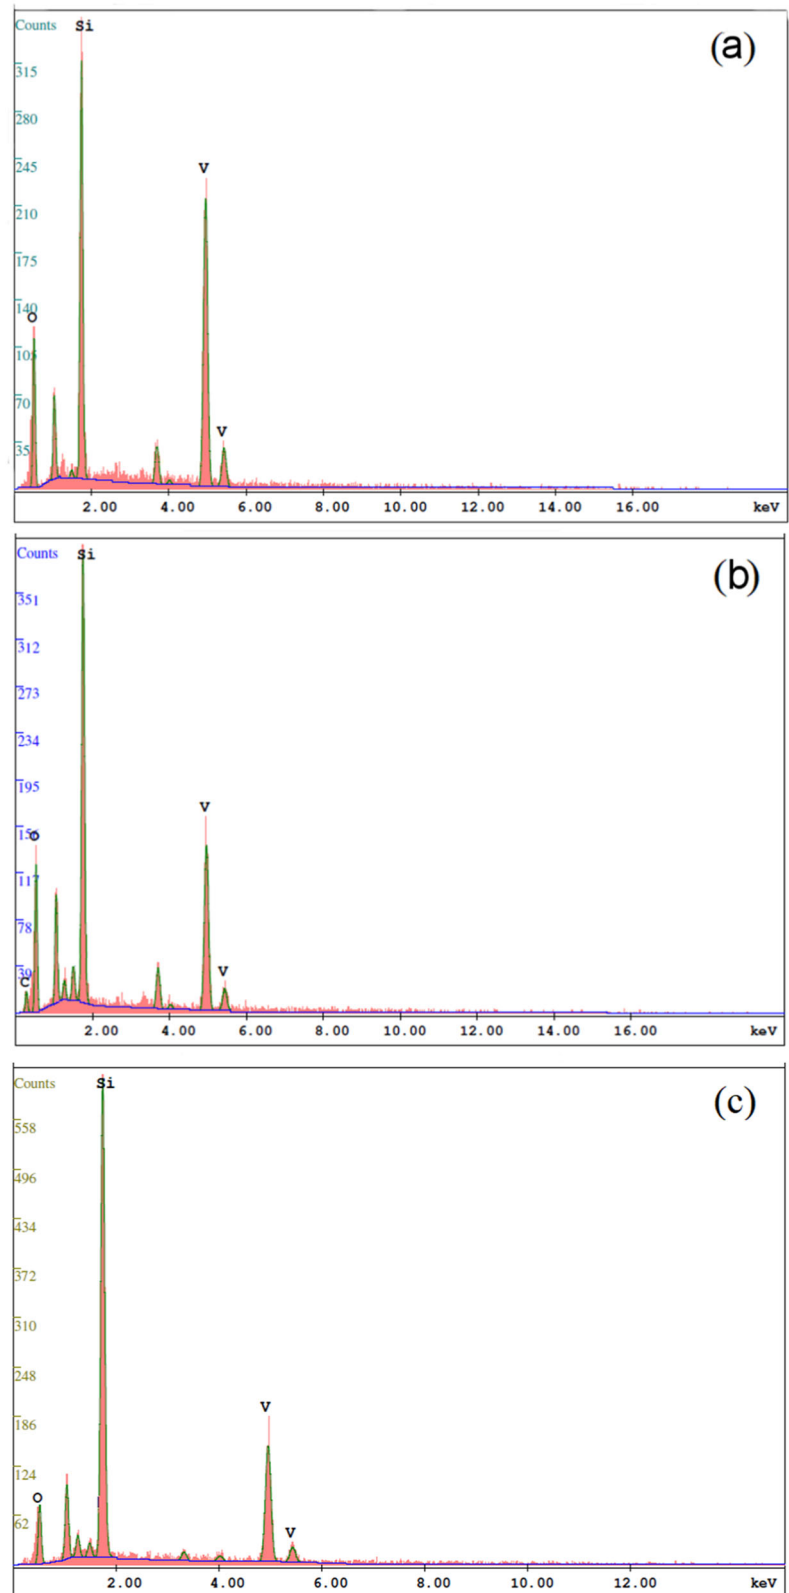 Counts
Si
(a)
315
280
245
V
210
175
140
O
105
70
V
35
2.00 4.00 6.00 8.00 10.00 12.00 14.00 16.00 keV
Counts
Si
(b)
351
312
273
234
195
V
156
O
117
78
39
V
C
2.00 4.00 6.00 8.00 10.00 12.00 14.00 16.00 keV
Counts
Si
(c)
558
496
434
372
310
248
V
186
124
O
62
V
2.00 4.00 6.00 8.00 10.00 12.00 keV